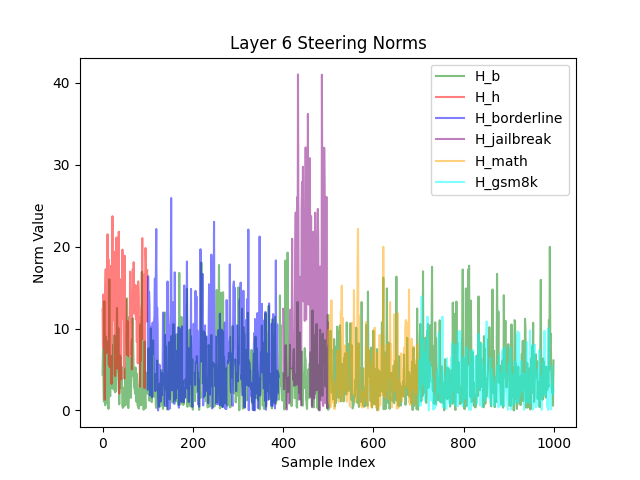 Layer 6 Steering Norms
Norm Value
40
30
20
10
0
0
200
400
600
800
1000
Sample Index
H_b
H_h
H_borderline
H_jailbreak
H_math
H_gsm8k